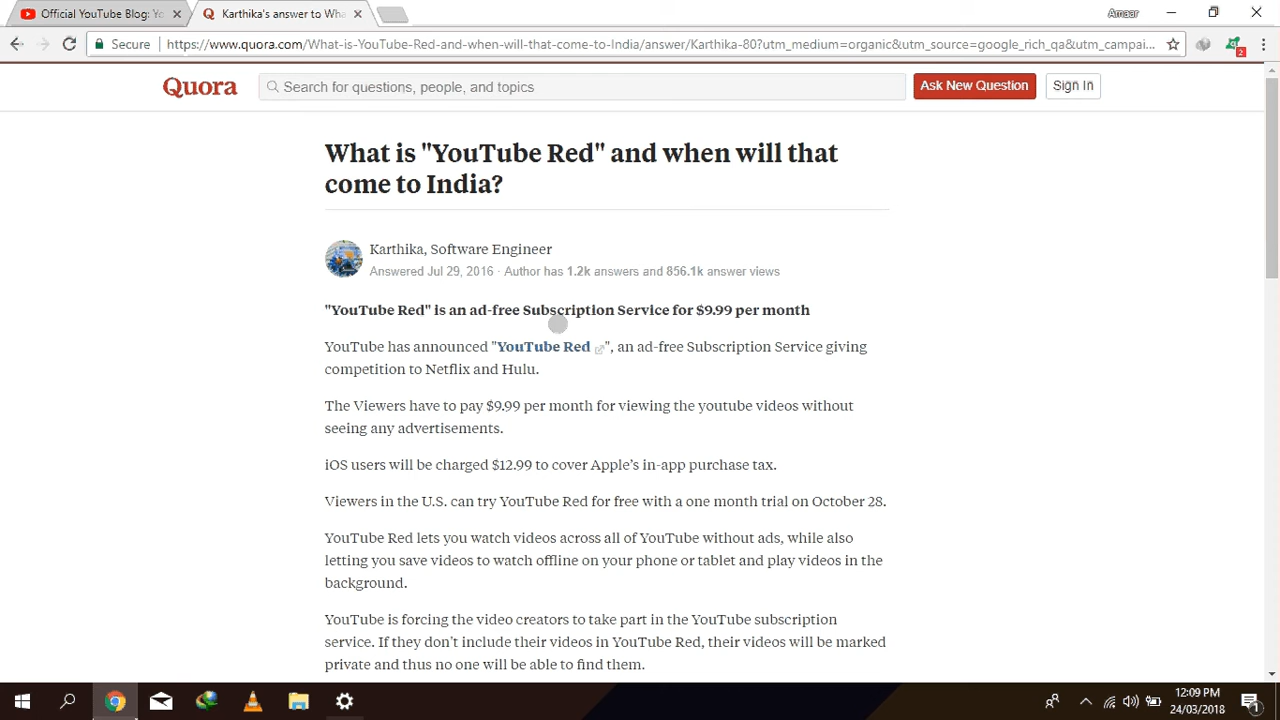 Official YouTube Blog: Yo
Karthika's answer to Wha
Amaar
Secure
https://www.quora.com/What-is-YouTube-Red-and-when-will-that-come-to-India/answer/Karthika-80?utm_medium=organic&utm_source=google_rich_qa&utm_campai...
2
Quora
Search for questions, people, and topics
Ask New Question
Sign In
What is "YouTube Red" and when will that
come to India?
Karthika, Software Engineer
Answered Jul 29, 2016 · Author has 1.2k answers and 856.1k answer views
"YouTube Red" is an ad-free Subscription Service for $9.99 per month
YouTube has announced "YouTube Red", an ad-free Subscription Service giving
competition to Netflix and Hulu.
The Viewers have to pay $9.99 per month for viewing the youtube videos without
seeing any advertisements.
iOS users will be charged $12.99 to cover Apple's in-app purchase tax.
Viewers in the U.S. can try YouTube Red for free with a one month trial on October 28.
YouTube Red lets you watch videos across all of YouTube without ads, while also
letting you save videos to watch offline on your phone or tablet and play videos in the
background.
YouTube is forcing the video creators to take part in the YouTube subscription
service. If they don't include their videos in YouTube Red, their videos will be marked
private and thus no one will be able to find them.
12:09 PM
24/03/2018
1